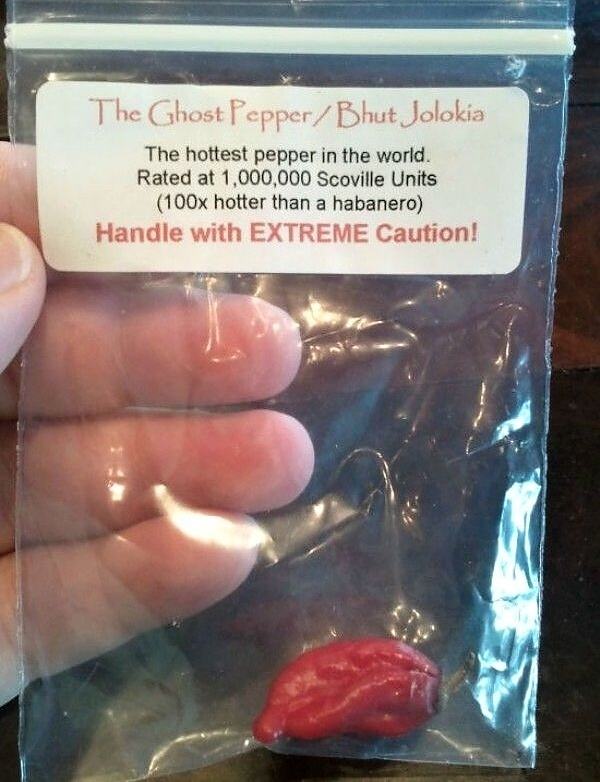 The Ghost Pepper/Bhut Jolokia
The hottest pepper in the world.
Rated at 1,000,000 Scoville Units
(100x hotter than a habanero)
Handle with EXTREME Caution!